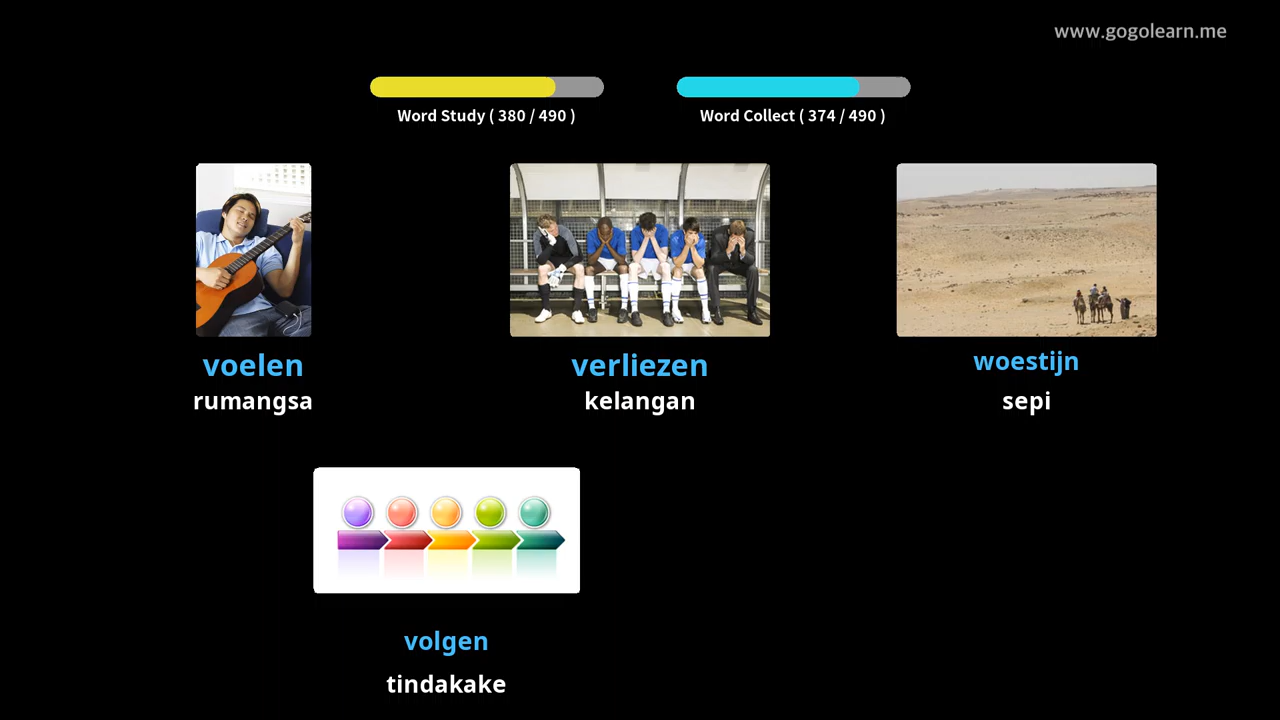 www.gogolearn.me
Word Study ( 380 / 490 )
Word Collect ( 374 / 490 )
voelen
rumangsa
verliezen
kelangan
woestijn
sepi
volgen
tindakake